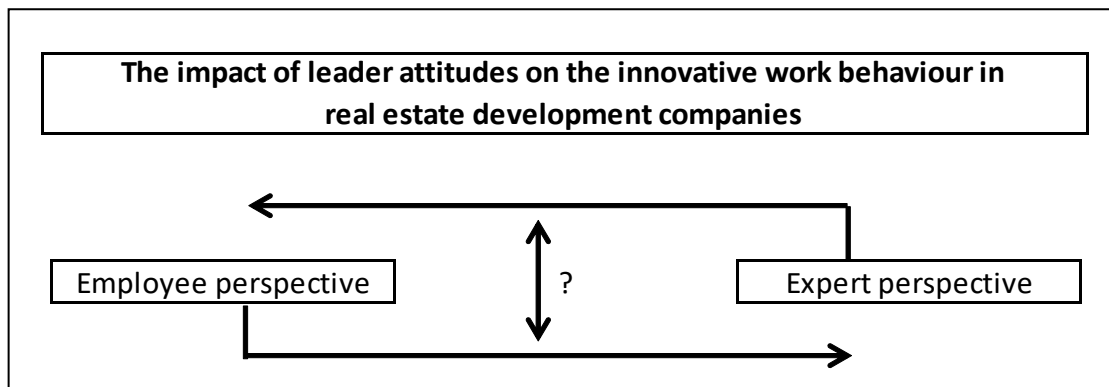 The impact of leader attitudes on the innovative work behaviour in
real estate development companies
Employee perspective
?
Expert perspective